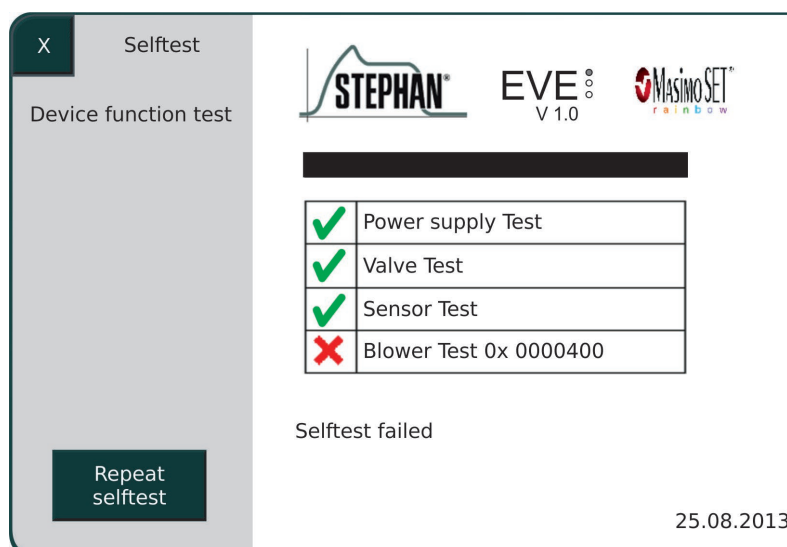 X
Selftest
Device function test
STEPHAN®
EVE
V 1.0
Masimo SET®
rainbow
Power supply Test
Valve Test
Sensor Test
Blower Test 0x 0000400
Selftest failed
Repeat
selftest
25.08.2013